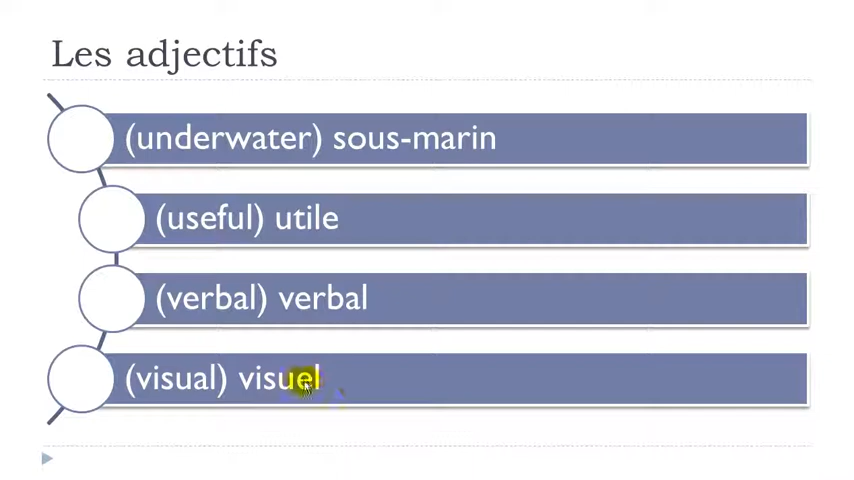 Les adjectifs
(underwater) sous-marin
(useful) utile
(verbal) verbal
(visual) visuel